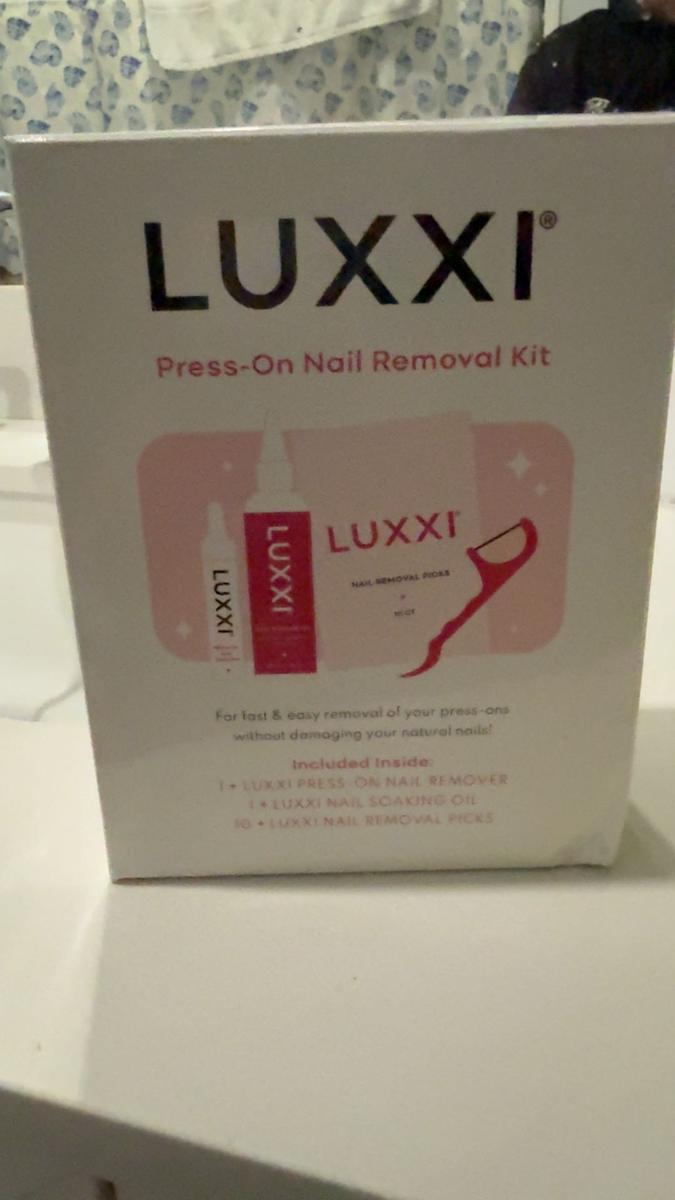 LUXXI®
Press-On Nail Removal Kit
LUXXI
LUXXI
LUXXI
NAIL REMOVAL PICKS
10 CT
For fast & easy removal of your press-ons
without damaging your natural nails!
Included Inside:
1 • LUXXI PRESS-ON NAIL REMOVER
1 • LUXXI NAIL SOAKING OIL
10 • LUXXI NAIL REMOVAL PICKS